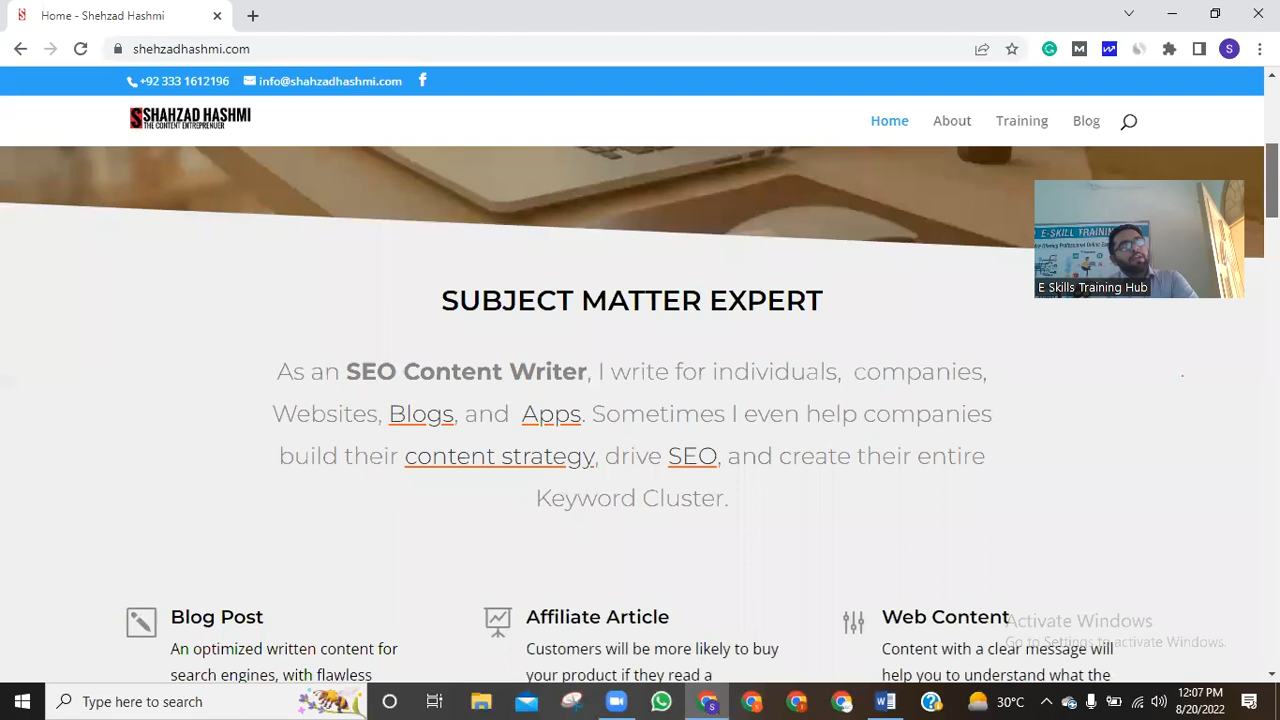 Home - Shehzad Hashmi
shehzadhashmi.com
+92 333 1612196 info@shahzadhashmi.com
SHAHZAD HASHMI
THE CONTENT ENTREPRENUER
Home About Training Blog
E-SKILL TRAINI
E Skills Training Hub
SUBJECT MATTER EXPERT
As an SEO Content Writer, I write for individuals, companies,
Websites, Blogs, and Apps. Sometimes I even help companies
build their content strategy, drive SEO, and create their entire
Keyword Cluster.
Blog Post
An optimized written content for
search engines, with flawless
Affiliate Article
Customers will be more likely to buy
your product if they read a
Web Content
Content with a clear message will
help you to understand what the
Activate Windows
Go to Settings to activate Windows.
Type here to search
30°C
12:07 PM
8/20/2022